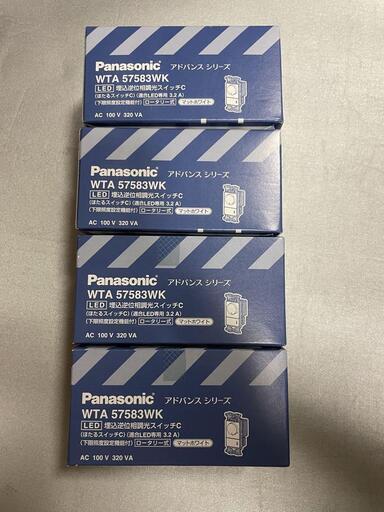 Panasonic アドバンス シリーズ
WTA 57583WK
LED 埋込逆位相調光スイッチC
(ほたるスイッチC) (適合LED専用 3.2 A)
(下限照度設定機能付) ロータリー式 マットホワイト
AC 100 V 320 VA
Panasonic アドバンス シリーズ
WTA 57583WK
LED 埋込逆位相調光スイッチC
(ほたるスイッチC) (適合LED専用 3.2 A)
(下限照度設定機能付) ロータリー式 マットホワイト
AC 100 V 320 VA
Panasonic アドバンス シリーズ
WTA 57583WK
LED 埋込逆位相調光スイッチC
(ほたるスイッチC) (適合LED専用 3.2 A)
(下限照度設定機能付) ロータリー式 マットホワイト
AC 100 V 320 VA
Panasonic アドバンス シリーズ
WTA 57583WK
LED 埋込逆位相調光スイッチC
(ほたるスイッチC) (適合LED専用 3.2 A)
(下限照度設定機能付) ロータリー式 マットホワイト
AC 100 V 320 VA